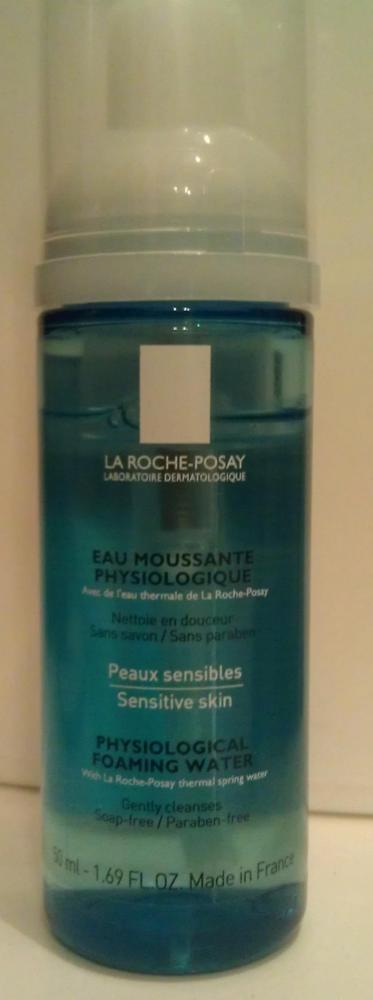 LA ROCHE-POSAY
LABORATOIRE DERMATOLOGIQUE
EAU MOUSSANTE
PHYSIOLOGIQUE
Avec de l'eau thermale de La Roche-Posay
Nettoie en douceur
Sans savon / Sans paraben
Peaux sensibles
Sensitive skin
PHYSIOLOGICAL
FOAMING WATER
With La Roche-Posay thermal spring water
Gently cleanses
Soap-free / Paraben-free
50 ml - 1.69 FL.OZ. Made in France